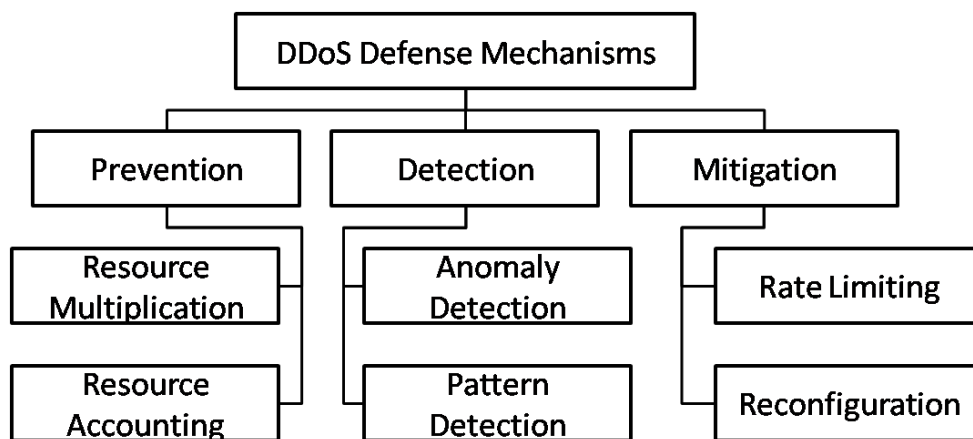 DDoS Defense Mechanisms
Prevention
Detection
Mitigation
Resource
Multiplication
Anomaly
Detection
Rate Limiting
Resource
Accounting
Pattern
Detection
Reconfiguration